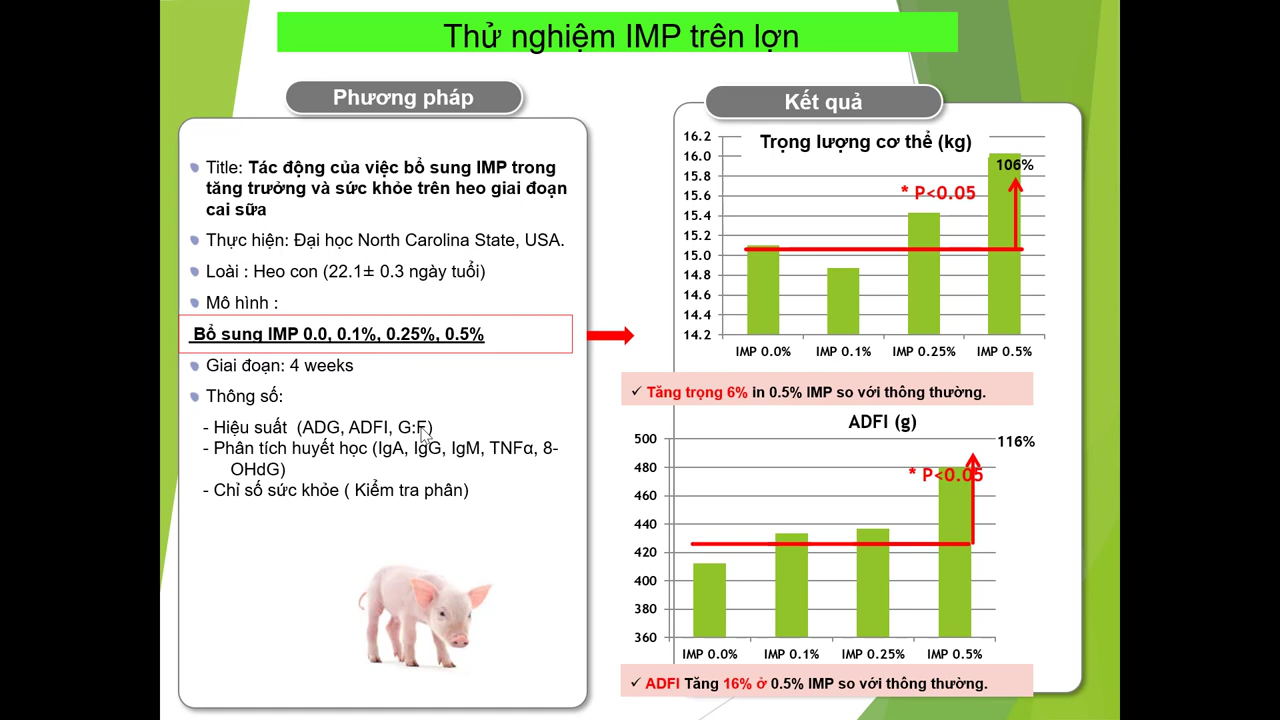 Thử nghiệm IMP trên lợn
Phương pháp
Title: Tác động của việc bổ sung IMP trong
tăng trưởng và sức khỏe trên heo giai đoạn
cai sữa
Thực hiện: Đại học North Carolina State, USA.
Loài : Heo con (22.1± 0.3 ngày tuổi)
Mô hình :
Bổ sung IMP 0.0, 0.1%, 0.25%, 0.5%
Giai đoạn: 4 weeks
Thông số:
- Hiệu suất (ADG, ADFI, G:F)
- Phân tích huyết học (IgA, IgG, IgM, TNFα, 8-
OHdG)
- Chỉ số sức khỏe ( Kiểm tra phân)
Kết quả
Trọng lượng cơ thể (kg)
16.2
16.0
15.8
15.6
15.4
15.2
15.0
14.8
14.6
14.4
14.2
106%
* P<0.05
IMP 0.0% IMP 0.1% IMP 0.25% IMP 0.5%
✓ Tăng trọng 6% in 0.5% IMP so với thông thường.
ADFI (g)
500
480
460
440
420
400
380
360
116%
* P<0.05
IMP 0.0% IMP 0.1% IMP 0.25% IMP 0.5%
✓ ADFI Tăng 16% ở 0.5% IMP so với thông thường.